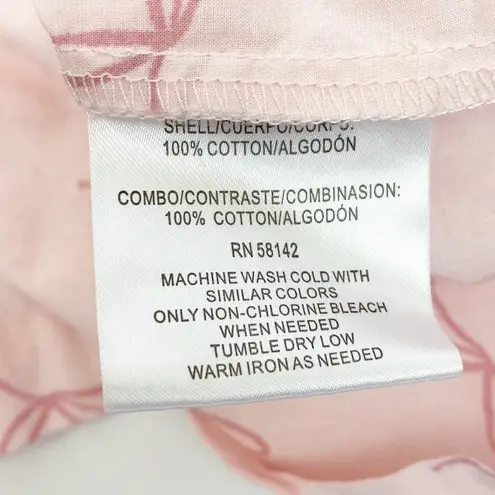 SHELL/CUERPO/CORPO:
100% COTTON/ALGODÓN
COMBO/CONTRASTE/COMBINASION:
100% COTTON/ALGODÓN
RN 58142
MACHINE WASH COLD WITH
SIMILAR COLORS
ONLY NON-CHLORINE BLEACH
WHEN NEEDED
TUMBLE DRY LOW
WARM IRON AS NEEDED